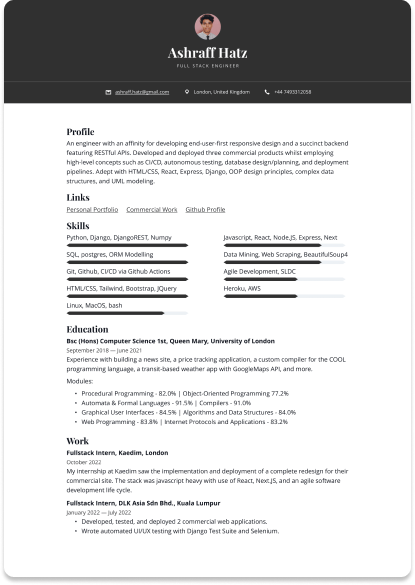 Ashraff Hatz
FULL STACK ENGINEER
ashraff.hatz@gmail.com London, United Kingdom +44 7493312058
Profile
An engineer with an affinity for developing end-user-first responsive design and a succinct backend
featuring RESTful APIs. Developed and deployed three commercial products whilst employing
high-level concepts such as CI/CD, autonomous testing, database design/planning, and deployment
pipelines. Adept with HTML/CSS, React, Express, Django, OOP design principles, complex data
structures, and UML modeling.
Links
Personal Portfolio Commercial Work Github Profile
Skills
Python, Django, DjangoREST, Numpy Javascript, React, NodeJS, Express, Next
SQL, postgres, ORM Modelling Data Mining, Web Scraping, BeautifulSoup4
Git, Github, CI/CD via Github Actions Agile Development, SLDC
HTML/CSS, Tailwind, Bootstrap, JQuery Heroku, AWS
Linux, MacOS, bash
Education
Bsc (Hons) Computer Science 1st, Queen Mary, University of London
September 2018 — June 2021
Experience with building a news site, a price tracking application, a custom compiler for the COOL
programming language, a transit-based weather app with GoogleMaps API, and more.
Modules:
• Procedural Programming - 82.0% | Object-Oriented Programming 77.2%
• Automata & Formal Languages - 91.5% | Compilers - 91.0%
• Graphical User Interfaces - 84.5% | Algorithms and Data Structures - 84.0%
• Web Programming - 83.8% | Internet Protocols and Applications - 83.2%
Work
Fullstack Intern, Kaedim, London
October 2022
My internship at Kaedim saw the implementation and deployment of a complete redesign for their
commercial site. The stack was javascript heavy with use of React, Next.JS, and an agile software
development life cycle.
Fullstack Intern, DLK Asia Sdn Bhd., Kuala Lumpur
January 2022 — July 2022
• Developed, tested, and deployed 2 commercial web applications.
• Wrote automated UI/UX testing with Django Test Suite and Selenium.